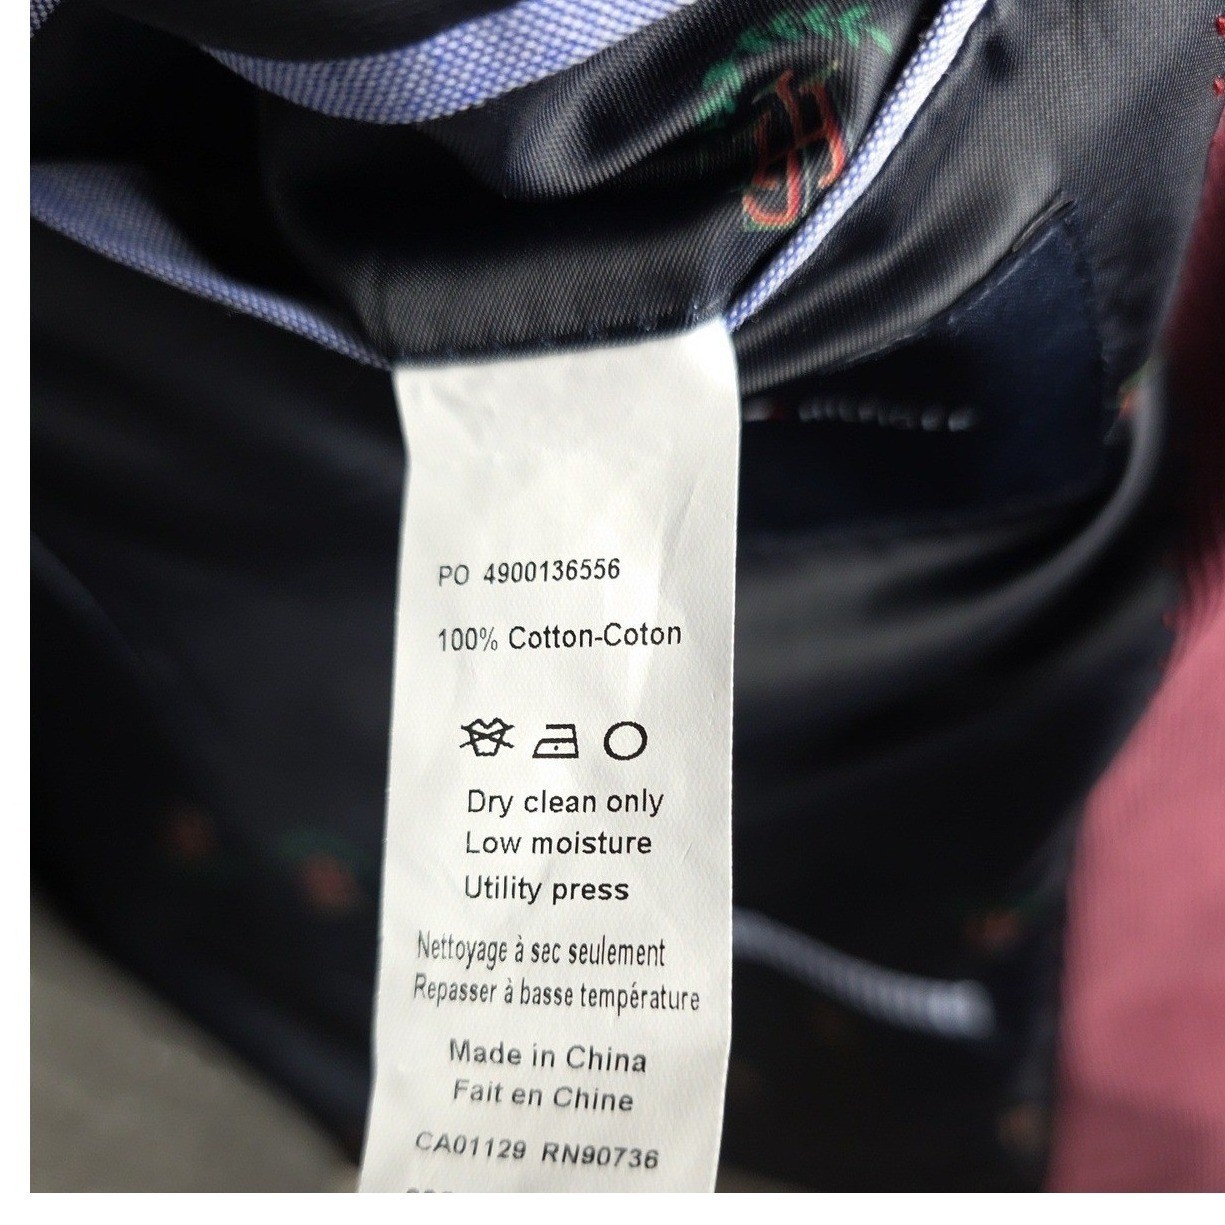 HILFIGER
PO 4900136556
100% Cotton-Coton
Dry clean only
Low moisture
Utility press
Nettoyage à sec seulement
Repasser à basse température
Made in China
Fait en Chine
CA01129 RN90736